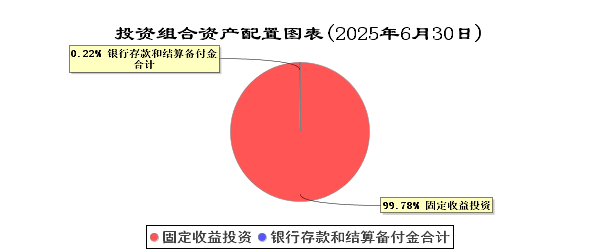 投资组合资产配置图表(2025年6月30日)
0.22% 银行存款和结算备付金
合计
99.78% 固定收益投资
固定收益投资 银行存款和结算备付金合计